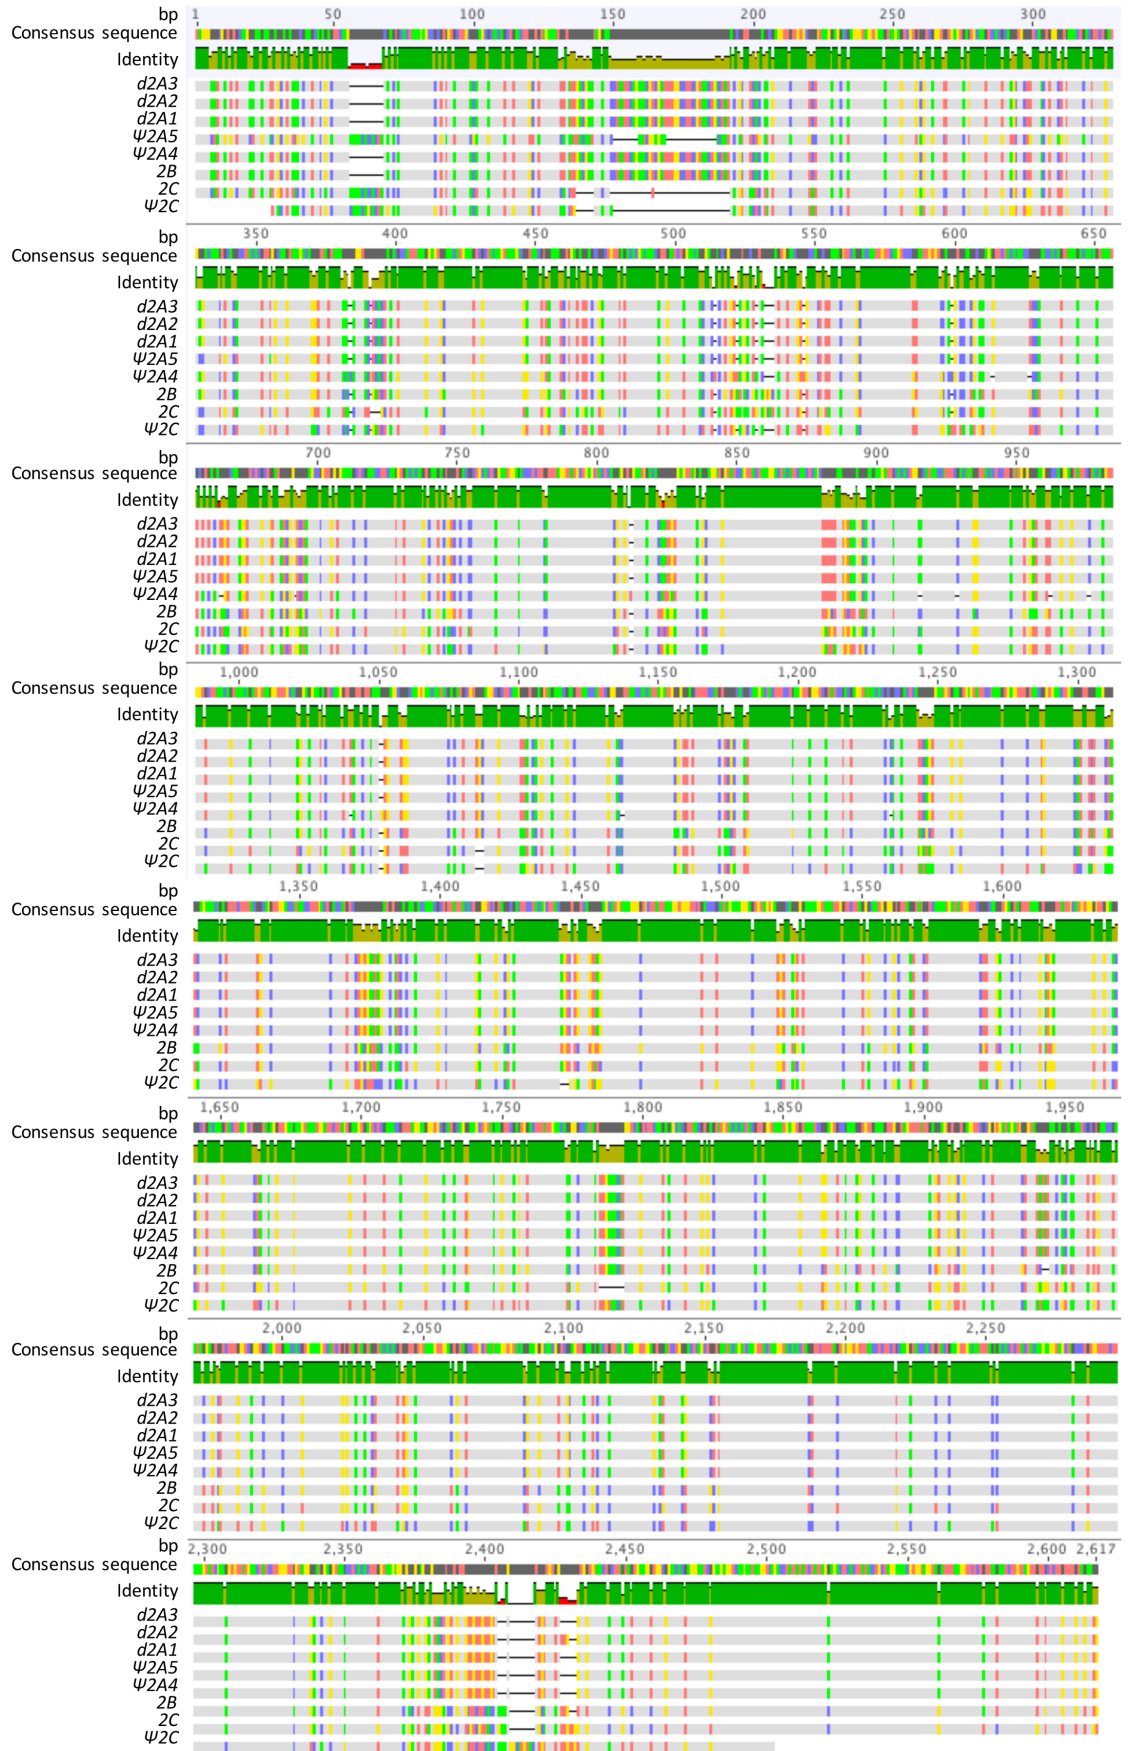 bp 1 50 100 150 200 250 300
Consensus sequence
Identity
d2A3
d2A2
d2A1
Ψ2A5
Ψ2A4
2B
2C
Ψ2C
bp 350 400 450 500 550 600 650
Consensus sequence
Identity
d2A3
d2A2
d2A1
Ψ2A5
Ψ2A4
2B
2C
Ψ2C
bp 700 750 800 850 900 950
Consensus sequence
Identity
d2A3
d2A2
d2A1
Ψ2A5
Ψ2A4
2B
2C
Ψ2C
bp 1,000 1,050 1,100 1,150 1,200 1,250 1,300
Consensus sequence
Identity
d2A3
d2A2
d2A1
Ψ2A5
Ψ2A4
2B
2C
Ψ2C
bp 1,350 1,400 1,450 1,500 1,550 1,600
Consensus sequence
Identity
d2A3
d2A2
d2A1
Ψ2A5
Ψ2A4
2B
2C
Ψ2C
bp 1,650 1,700 1,750 1,800 1,850 1,900 1,950
Consensus sequence
Identity
d2A3
d2A2
d2A1
Ψ2A5
Ψ2A4
2B
2C
Ψ2C
bp 2,000 2,050 2,100 2,150 2,200 2,250
Consensus sequence
Identity
d2A3
d2A2
d2A1
Ψ2A5
Ψ2A4
2B
2C
Ψ2C
bp 2,300 2,350 2,400 2,450 2,500 2,550 2,600 2,617
Consensus sequence
Identity
d2A3
d2A2
d2A1
Ψ2A5
Ψ2A4
2B
2C
Ψ2C